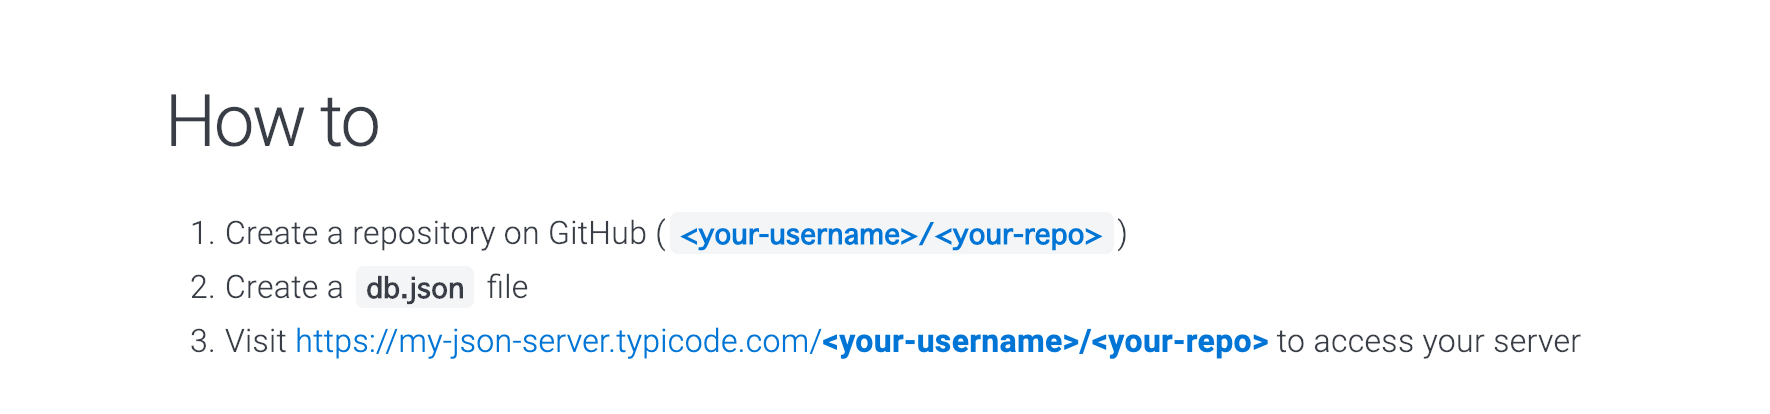 How to
1. Create a repository on GitHub (<your-username>/<your-repo>)
2. Create a db.json file
3. Visit https://my-json-server.typicode.com/<your-username>/<your-repo> to access your server